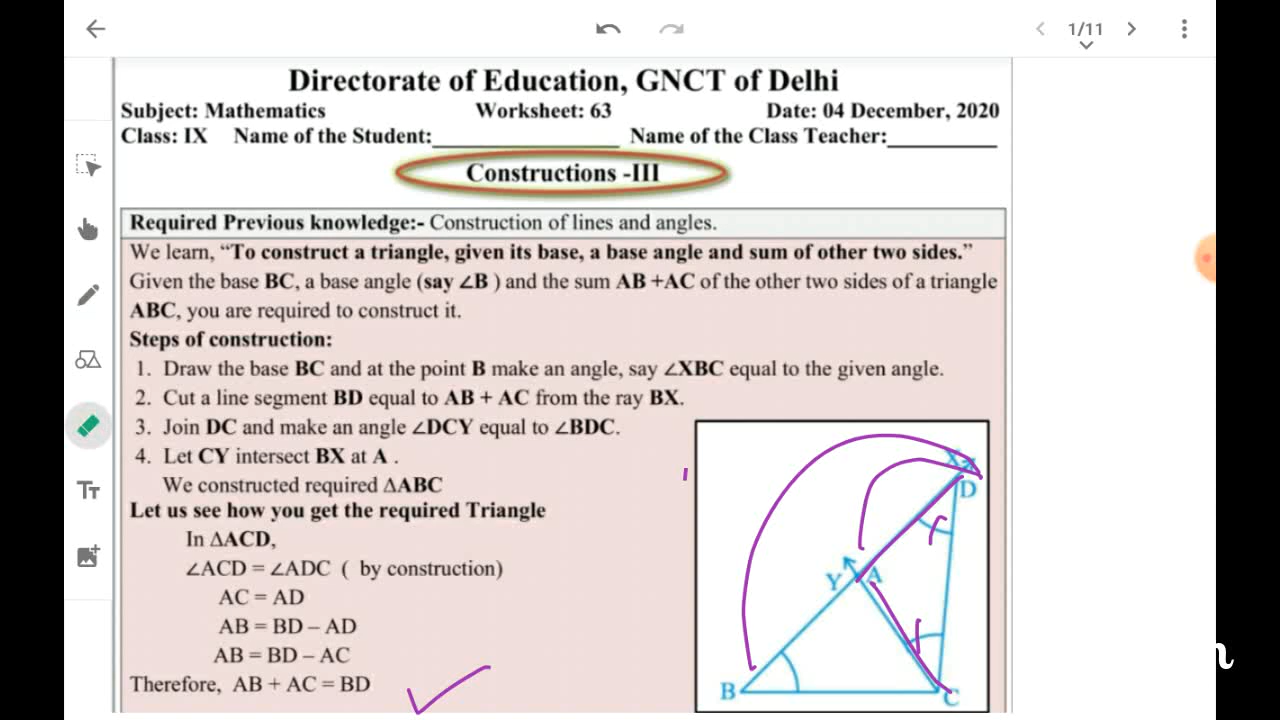 1/11
Directorate of Education, GNCT of Delhi
Subject: Mathematics Worksheet: 63 Date: 04 December, 2020
Class: IX Name of the Student:______________ Name of the Class Teacher:_________
Constructions -III
Required Previous knowledge:- Construction of lines and angles.
We learn, “To construct a triangle, given its base, a base angle and sum of other two sides.”
Given the base BC, a base angle (say ∠B ) and the sum AB +AC of the other two sides of a triangle
ABC, you are required to construct it.
Steps of construction:
1. Draw the base BC and at the point B make an angle, say ∠XBC equal to the given angle.
2. Cut a line segment BD equal to AB + AC from the ray BX.
3. Join DC and make an angle ∠DCY equal to ∠BDC.
4. Let CY intersect BX at A .
We constructed required ΔABC
Let us see how you get the required Triangle
In ΔACD,
∠ACD = ∠ADC ( by construction)
AC = AD
AB = BD – AD
AB = BD – AC
Therefore, AB + AC = BD
X
D
Y A
B C
Tт